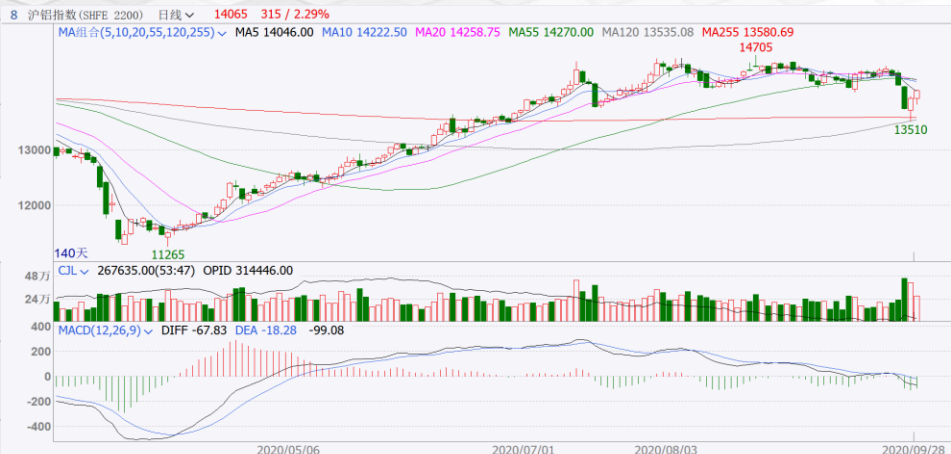 8 沪铝指数(SHFE 2200) 日线 14065 315 / 2.29%
MA组合(5,10,20,55,120,255) MA5 14046.00 MA10 14222.50 MA20 14258.75 MA55 14270.00 MA120 13535.08 MA255 13580.69
14705
13510
13000
12000
140天
11265
CJL 267635.00(53:47) OPID 314446.00
48万
24万
MACD(12,26,9) DIFF -67.83 DEA -18.28 -99.08
400
200
0
-200
-400
2020/05/06 2020/07/01 2020/08/03 2020/09/28